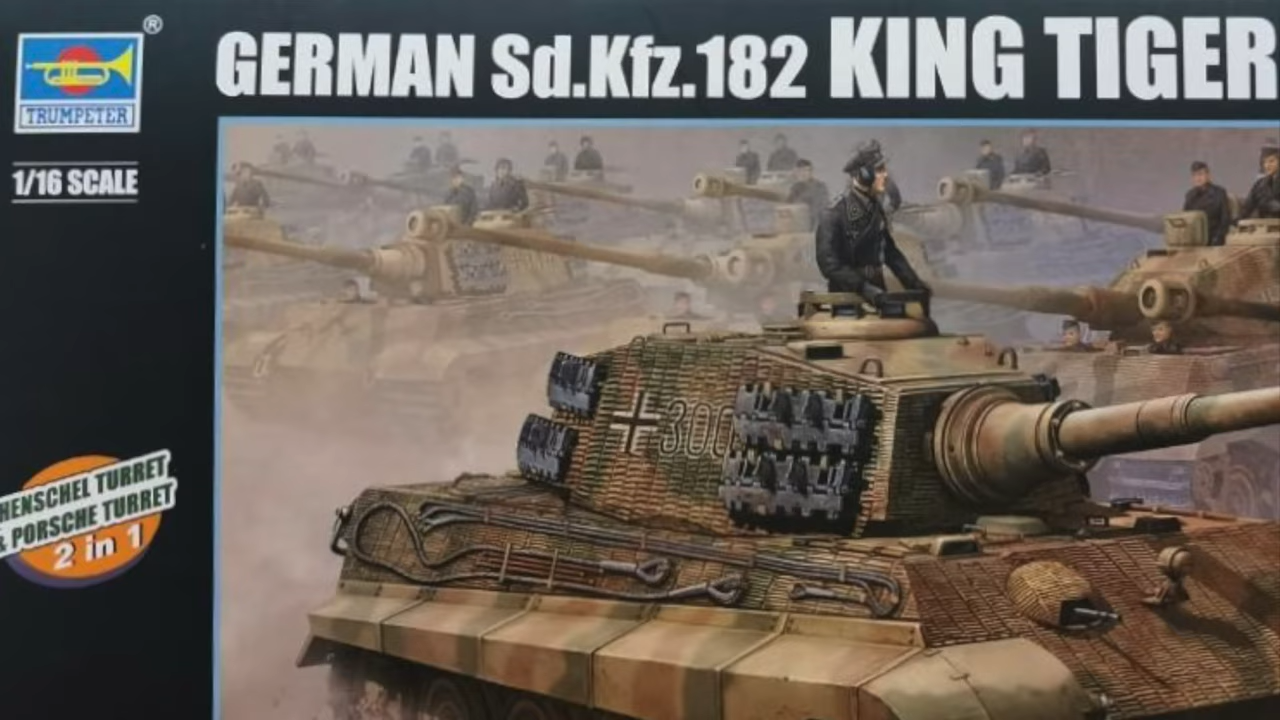 GERMAN Sd.Kfz.182 KING TIGER
®
TRUMPETER
1/16 SCALE
300
HENSCHEL TURRET
& PORSCHE TURRET
2 in 1